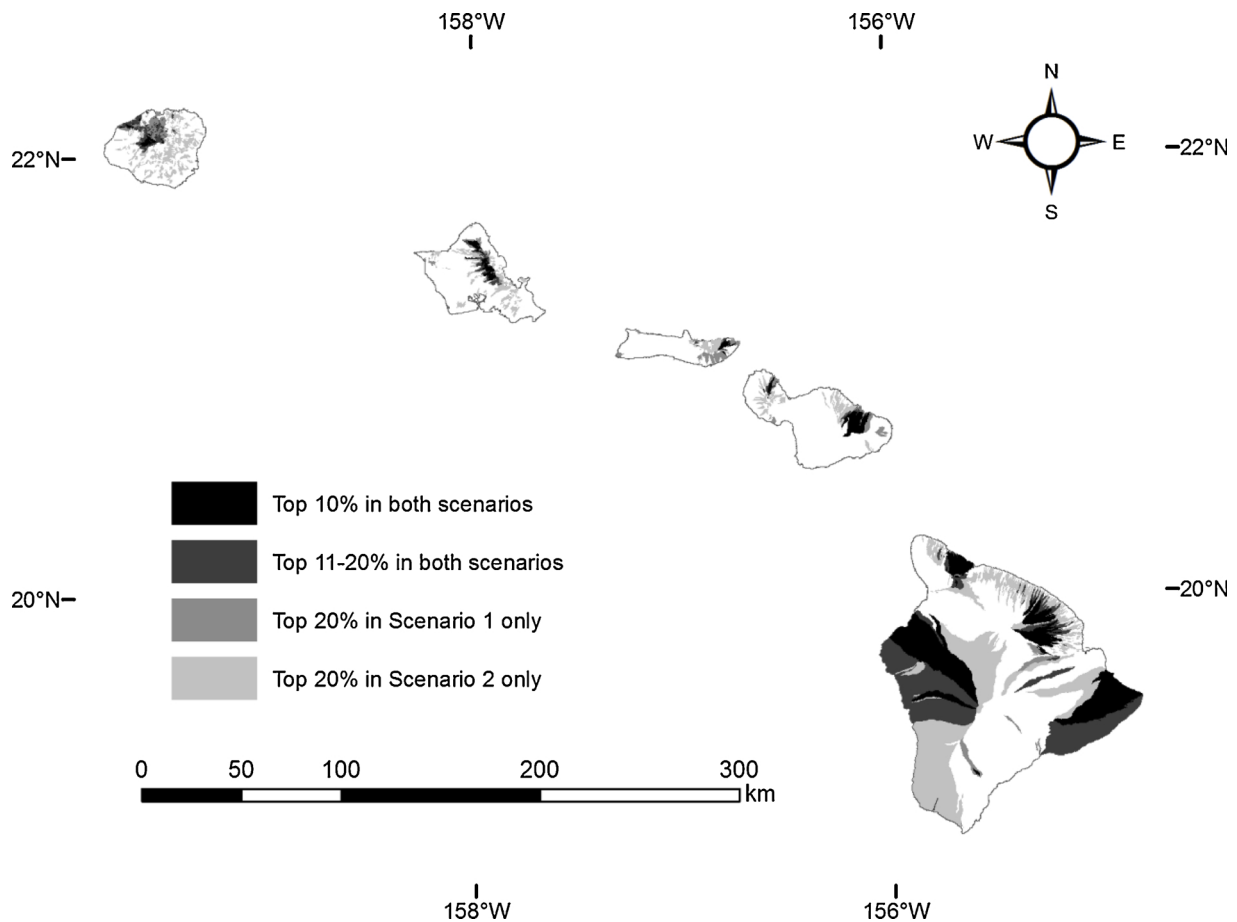 158°W 156°W
N
W E
S
22°N
22°N
Top 10% in both scenarios
Top 11-20% in both scenarios
Top 20% in Scenario 1 only
Top 20% in Scenario 2 only
20°N
20°N
0 50 100 200 300
km
158°W 156°W